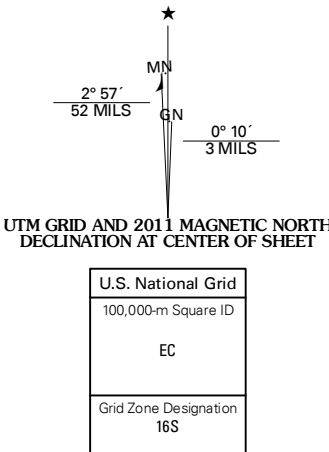 ★
MN
GN
2° 57´
52 MILS
0° 10´
3 MILS
UTM GRID AND 2011 MAGNETIC NORTH
DECLINATION AT CENTER OF SHEET
U.S. National Grid
100,000-m Square ID
EC
Grid Zone Designation
16S